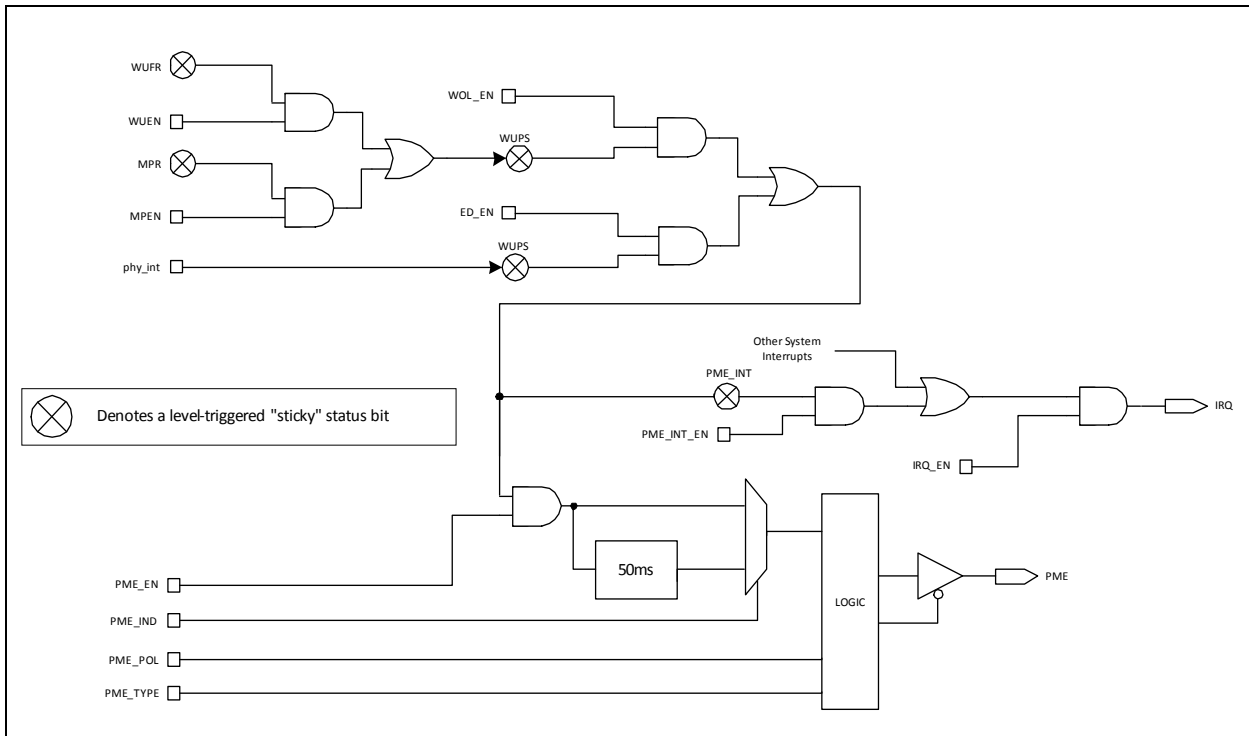 WUFR
WUEN
MPR
MPEN
phy_int
WOL_EN
WUPS
ED_EN
WUPS
Other System
Interrupts
PME_INT
PME_INT_EN
IRQ_EN
IRQ
Denotes a level-triggered "sticky" status bit
50ms
PME_EN
PME_IND
PME_POL
PME_TYPE
LOGIC
PME